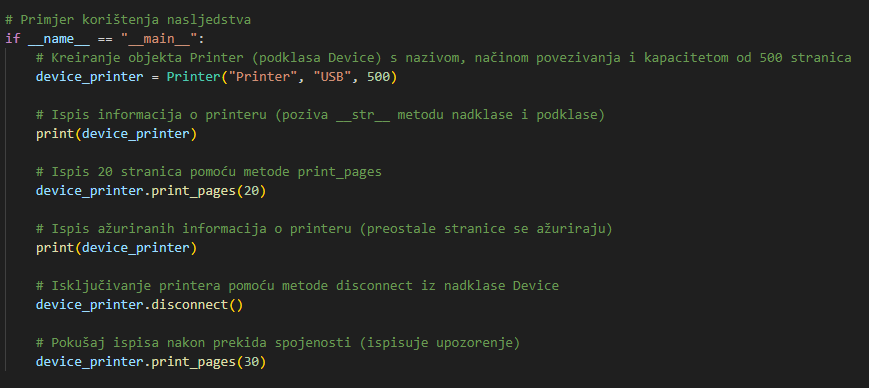 # Primjer korištenja nasljedstva
if __name__ == "__main__":
    # Kreiranje objekta Printer (podklasa Device) s nazivom, načinom povezivanja i kapacitetom od 500 stranica
    device_printer = Printer("Printer", "USB", 500)
    # Ispis informacija o printeru (poziva __str__ metodu nadklase i podklase)
    print(device_printer)
    # Ispis 20 stranica pomoću metode print_pages
    device_printer.print_pages(20)
    # Ispis ažuriranih informacija o printeru (preostale stranice se ažuriraju)
    print(device_printer)
    # Isključivanje printera pomoću metode disconnect iz nadklase Device
    device_printer.disconnect()
    # Pokušaj ispisa nakon prekida spojenosti (ispisuje upozorenje)
    device_printer.print_pages(30)